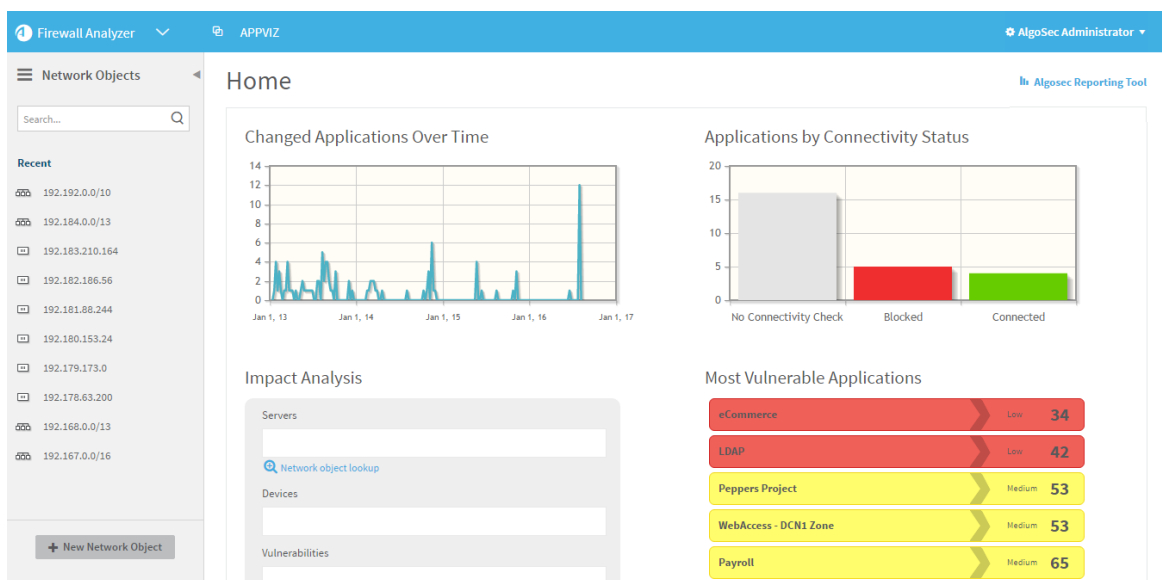 Firewall Analyzer
APPVIZ
AlgoSec Administrator
Network Objects
Search...
Recent
192.192.0.0/10
192.184.0.0/13
192.183.210.164
192.182.186.56
192.181.88.244
192.180.153.24
192.179.173.0
192.178.63.200
192.168.0.0/13
192.167.0.0/16
New Network Object
Home
Algosec Reporting Tool
Changed Applications Over Time
14
12
10
8
6
4
2
0
Jan 1, 13 Jan 1, 14 Jan 1, 15 Jan 1, 16 Jan 1, 17
Applications by Connectivity Status
20
15
10
5
0
No Connectivity Check Blocked Connected
Impact Analysis
Servers
Network object lookup
Devices
Vulnerabilities
Most Vulnerable Applications
eCommerce Low 34
LDAP Low 42
Peppers Project Medium 53
WebAccess - DCN1 Zone Medium 53
Payroll Medium 65